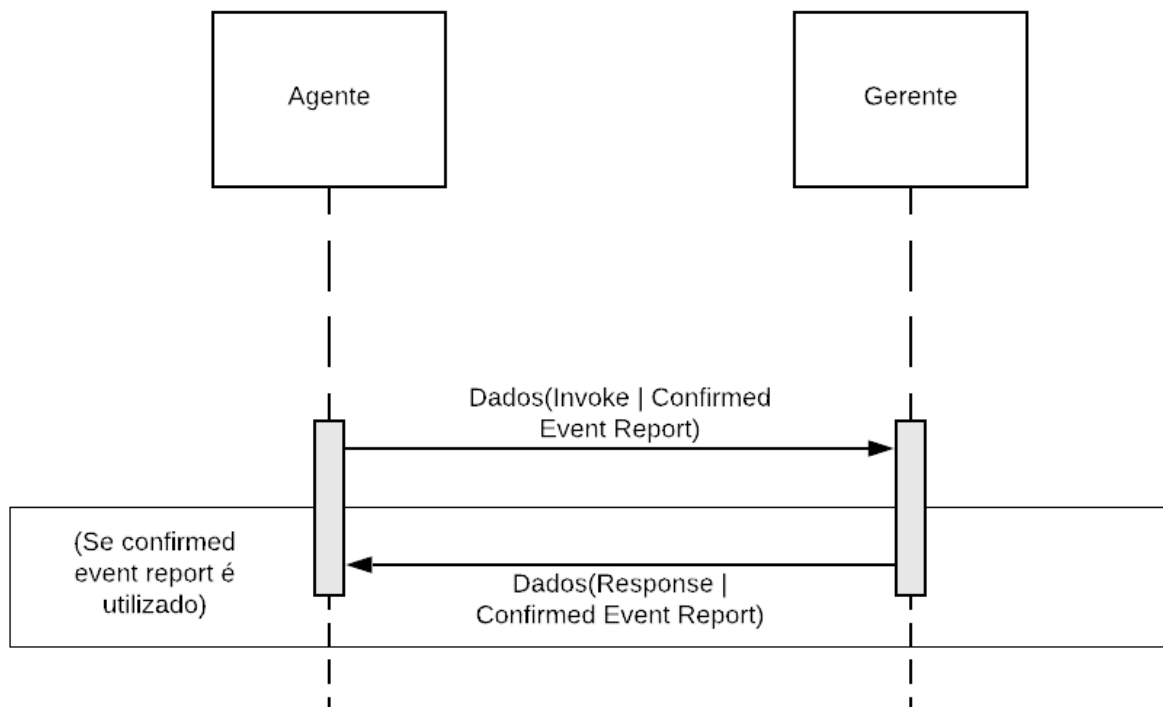 Agente
Gerente
Dados(Invoke | Confirmed
Event Report)
(Se confirmed
event report é
utilizado)
Dados(Response |
Confirmed Event Report)